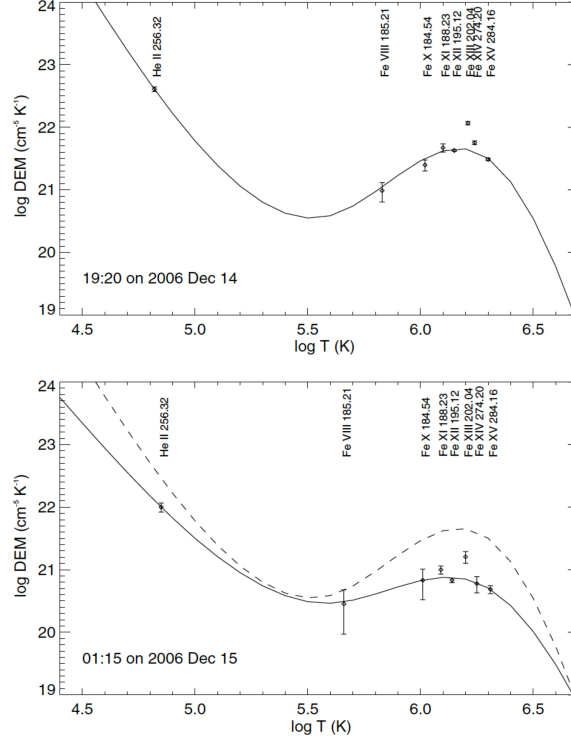 24
23
22
21
20
19
log DEM (cm⁻⁵ K⁻¹)
He II 256.32
Fe VIII 185.21
Fe X 184.54
Fe XI 188.23
Fe XII 195.12
Fe XIII 202.04
Fe XIV 274.20
Fe XV 284.16
19:20 on 2006 Dec 14
4.5 5.0 5.5 6.0 6.5
log T (K)
24
23
22
21
20
19
log DEM (cm⁻⁵ K⁻¹)
He II 256.32
Fe VIII 185.21
Fe X 184.54
Fe XI 188.23
Fe XII 195.12
Fe XIII 202.04
Fe XIV 274.20
Fe XV 284.16
01:15 on 2006 Dec 15
4.5 5.0 5.5 6.0 6.5
log T (K)